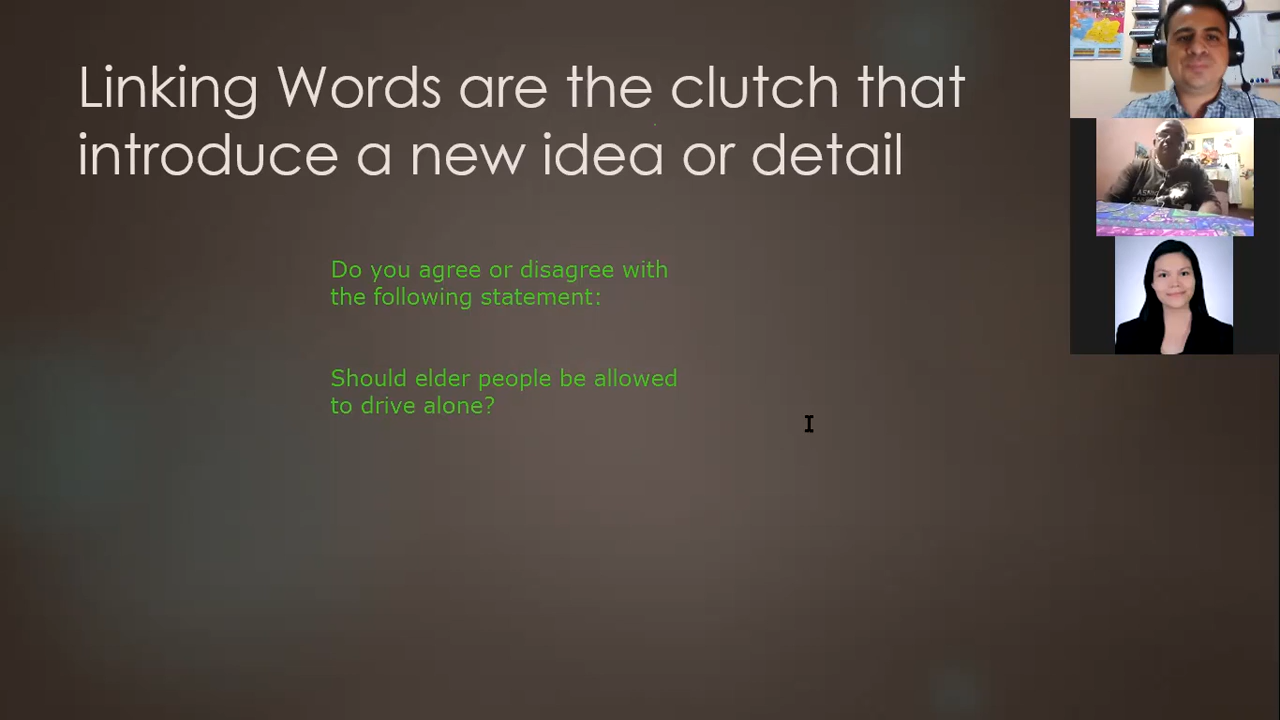 Linking Words are the clutch that
introduce a new idea or detail
Do you agree or disagree with
the following statement:
Should elder people be allowed
to drive alone?